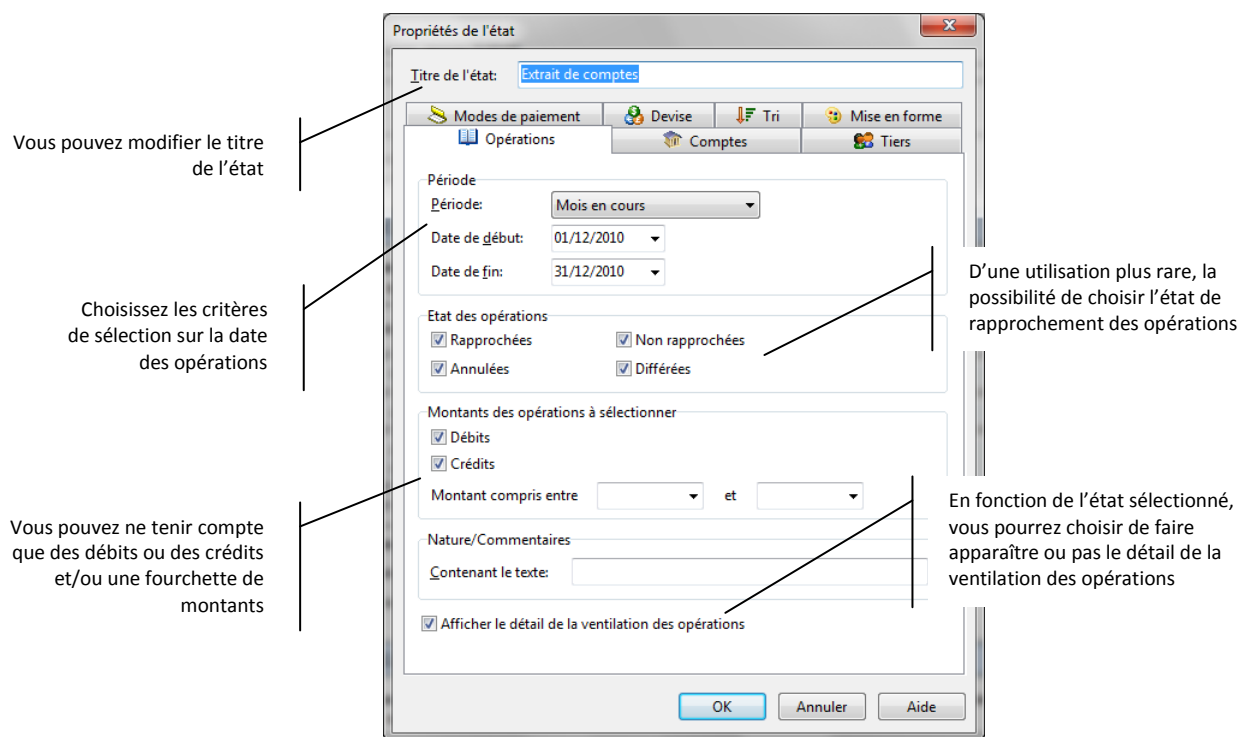 Propriétés de l'état
Titre de l'état: Extrait de comptes
Modes de paiement Devise Tri Mise en forme
Opérations Comptes Tiers
Vous pouvez modifier le titre
de l’état
Période
Période: Mois en cours
Date de début: 01/12/2010
Date de fin: 31/12/2010
Choisissez les critères
de sélection sur la date
des opérations
D’une utilisation plus rare, la
possibilité de choisir l’état de
rapprochement des opérations
Etat des opérations
Rapprochées Non rapprochées
Annulées Différées
Montants des opérations à sélectionner
Débits
Crédits
Montant compris entre et
Vous pouvez ne tenir compte
que des débits ou des crédits
et/ou une fourchette de
montants
En fonction de l’état sélectionné,
vous pourrez choisir de faire
apparaître ou pas le détail de la
ventilation des opérations
Nature/Commentaires
Contenant le texte:
Afficher le détail de la ventilation des opérations
OK Annuler Aide